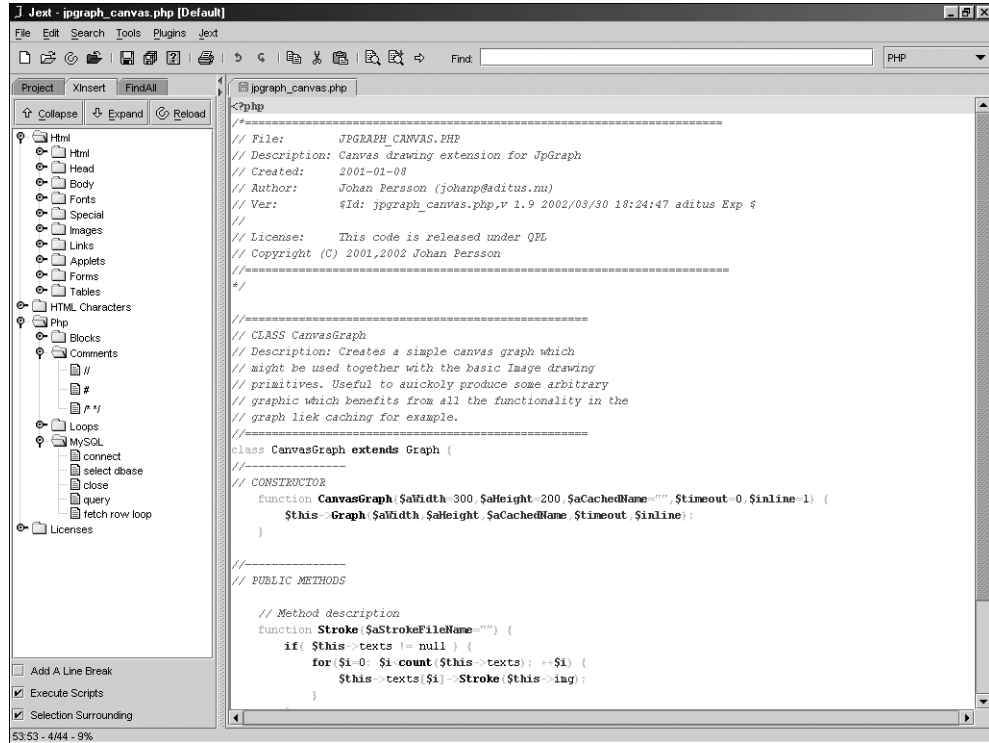 Jext - jpgraph_canvas.php [Default]
File Edit Search Tools Plugins Jext
Find: PHP
Project XInsert FindAll
Collapse Expand Reload
Html
Html
Head
Body
Fonts
Special
Images
Links
Applets
Forms
Tables
HTML Characters
Php
Blocks
Comments
//
#
/* */
Loops
MySQL
connect
select dbase
close
query
fetch row loop
Licenses
Add A Line Break
Execute Scripts
Selection Surrounding
jpgraph_canvas.php
<?php
/*=======================================================================
// File: JPGRAPH_CANVAS.PHP
// Description: Canvas drawing extension for JpGraph
// Created: 2001-01-08
// Author: Johan Persson (johanp@aditus.nu)
// Ver: $Id: jpgraph_canvas.php,v 1.9 2002/03/30 18:24:47 aditus Exp $
//
// License: This code is released under QPL
// Copyright (C) 2001,2002 Johan Persson
//========================================================================
*/
//===================================================
// CLASS CanvasGraph
// Description: Creates a simple canvas graph which
// might be used together with the basic Image drawing
// primitives. Useful to auickoly produce some arbitrary
// graphic which benefits from all the functionality in the
// graph liek caching for example.
//===================================================
class CanvasGraph extends Graph {
//---------------
// CONSTRUCTOR
function CanvasGraph($aWidth=300,$aHeight=200,$aCachedName="",$timeout=0,$inline=1) {
$this->Graph($aWidth,$aHeight,$aCachedName,$timeout,$inline);
}
//---------------
// PUBLIC METHODS
// Method description
function Stroke($aStrokeFileName="") {
if( $this->texts != null ) {
for($i=0; $i<count($this->texts); ++$i) {
$this->texts[$i]->Stroke($this->img);
}
53:53 - 4/44 - 9%